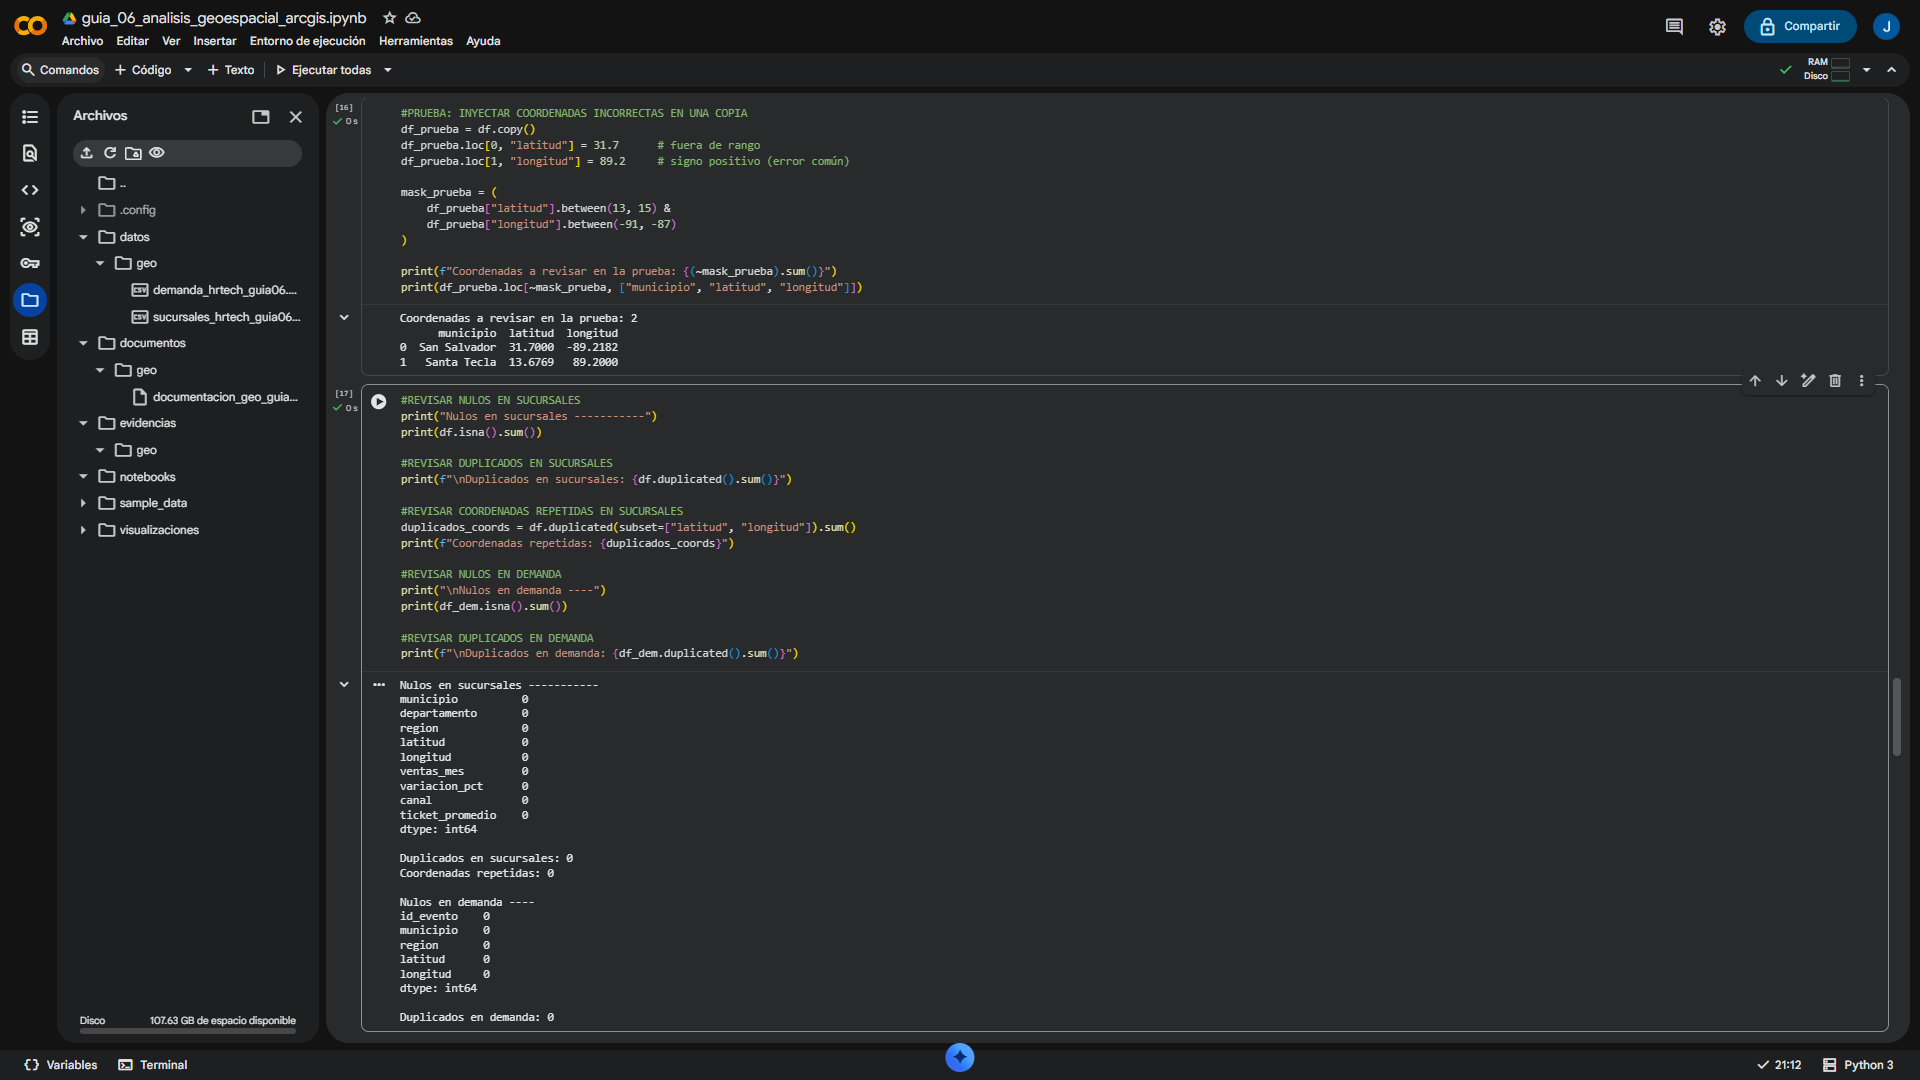 guia_06_analisis_geoespacial_arcgis.ipynb
Archivo Editar Ver Insertar Entorno de ejecución Herramientas Ayuda
Compartir
J
Comandos + Código + Texto Ejecutar todas
RAM
Disco
Archivos
..
.config
datos
geo
demanda_hrtech_guia06....
sucursales_hrtech_guia06...
documentos
geo
documentacion_geo_guia...
evidencias
geo
notebooks
sample_data
visualizaciones
Disco 107.63 GB de espacio disponible
[16]
0 s
#PRUEBA: INYECTAR COORDENADAS INCORRECTAS EN UNA COPIA
df_prueba = df.copy()
df_prueba.loc[0, "latitud"] = 31.7      # fuera de rango
df_prueba.loc[1, "longitud"] = 89.2     # signo positivo (error común)
mask_prueba = (
    df_prueba["latitud"].between(13, 15) &
    df_prueba["longitud"].between(-91, -87)
)
print(f"Coordenadas a revisar en la prueba: {(~mask_prueba).sum()}")
print(df_prueba.loc[~mask_prueba, ["municipio", "latitud", "longitud"]])
Coordenadas a revisar en la prueba: 2
      municipio  latitud  longitud
0  San Salvador  31.7000  -89.2182
1   Santa Tecla  13.6769   89.2000
[17]
0 s
#REVISAR NULOS EN SUCURSALES
print("Nulos en sucursales -----------")
print(df.isna().sum())
#REVISAR DUPLICADOS EN SUCURSALES
print(f"\nDuplicados en sucursales: {df.duplicated().sum()}")
#REVISAR COORDENADAS REPETIDAS EN SUCURSALES
duplicados_coords = df.duplicated(subset=["latitud", "longitud"]).sum()
print(f"Coordenadas repetidas: {duplicados_coords}")
#REVISAR NULOS EN DEMANDA
print("\nNulos en demanda ----")
print(df_dem.isna().sum())
#REVISAR DUPLICADOS EN DEMANDA
print(f"\nDuplicados en demanda: {df_dem.duplicated().sum()}")
Nulos en sucursales -----------
municipio          0
departamento       0
region             0
latitud            0
longitud           0
ventas_mes         0
variacion_pct      0
canal              0
ticket_promedio    0
dtype: int64
Duplicados en sucursales: 0
Coordenadas repetidas: 0
Nulos en demanda ----
id_evento    0
municipio    0
region       0
latitud      0
longitud     0
dtype: int64
Duplicados en demanda: 0
Variables Terminal
21:12 Python 3